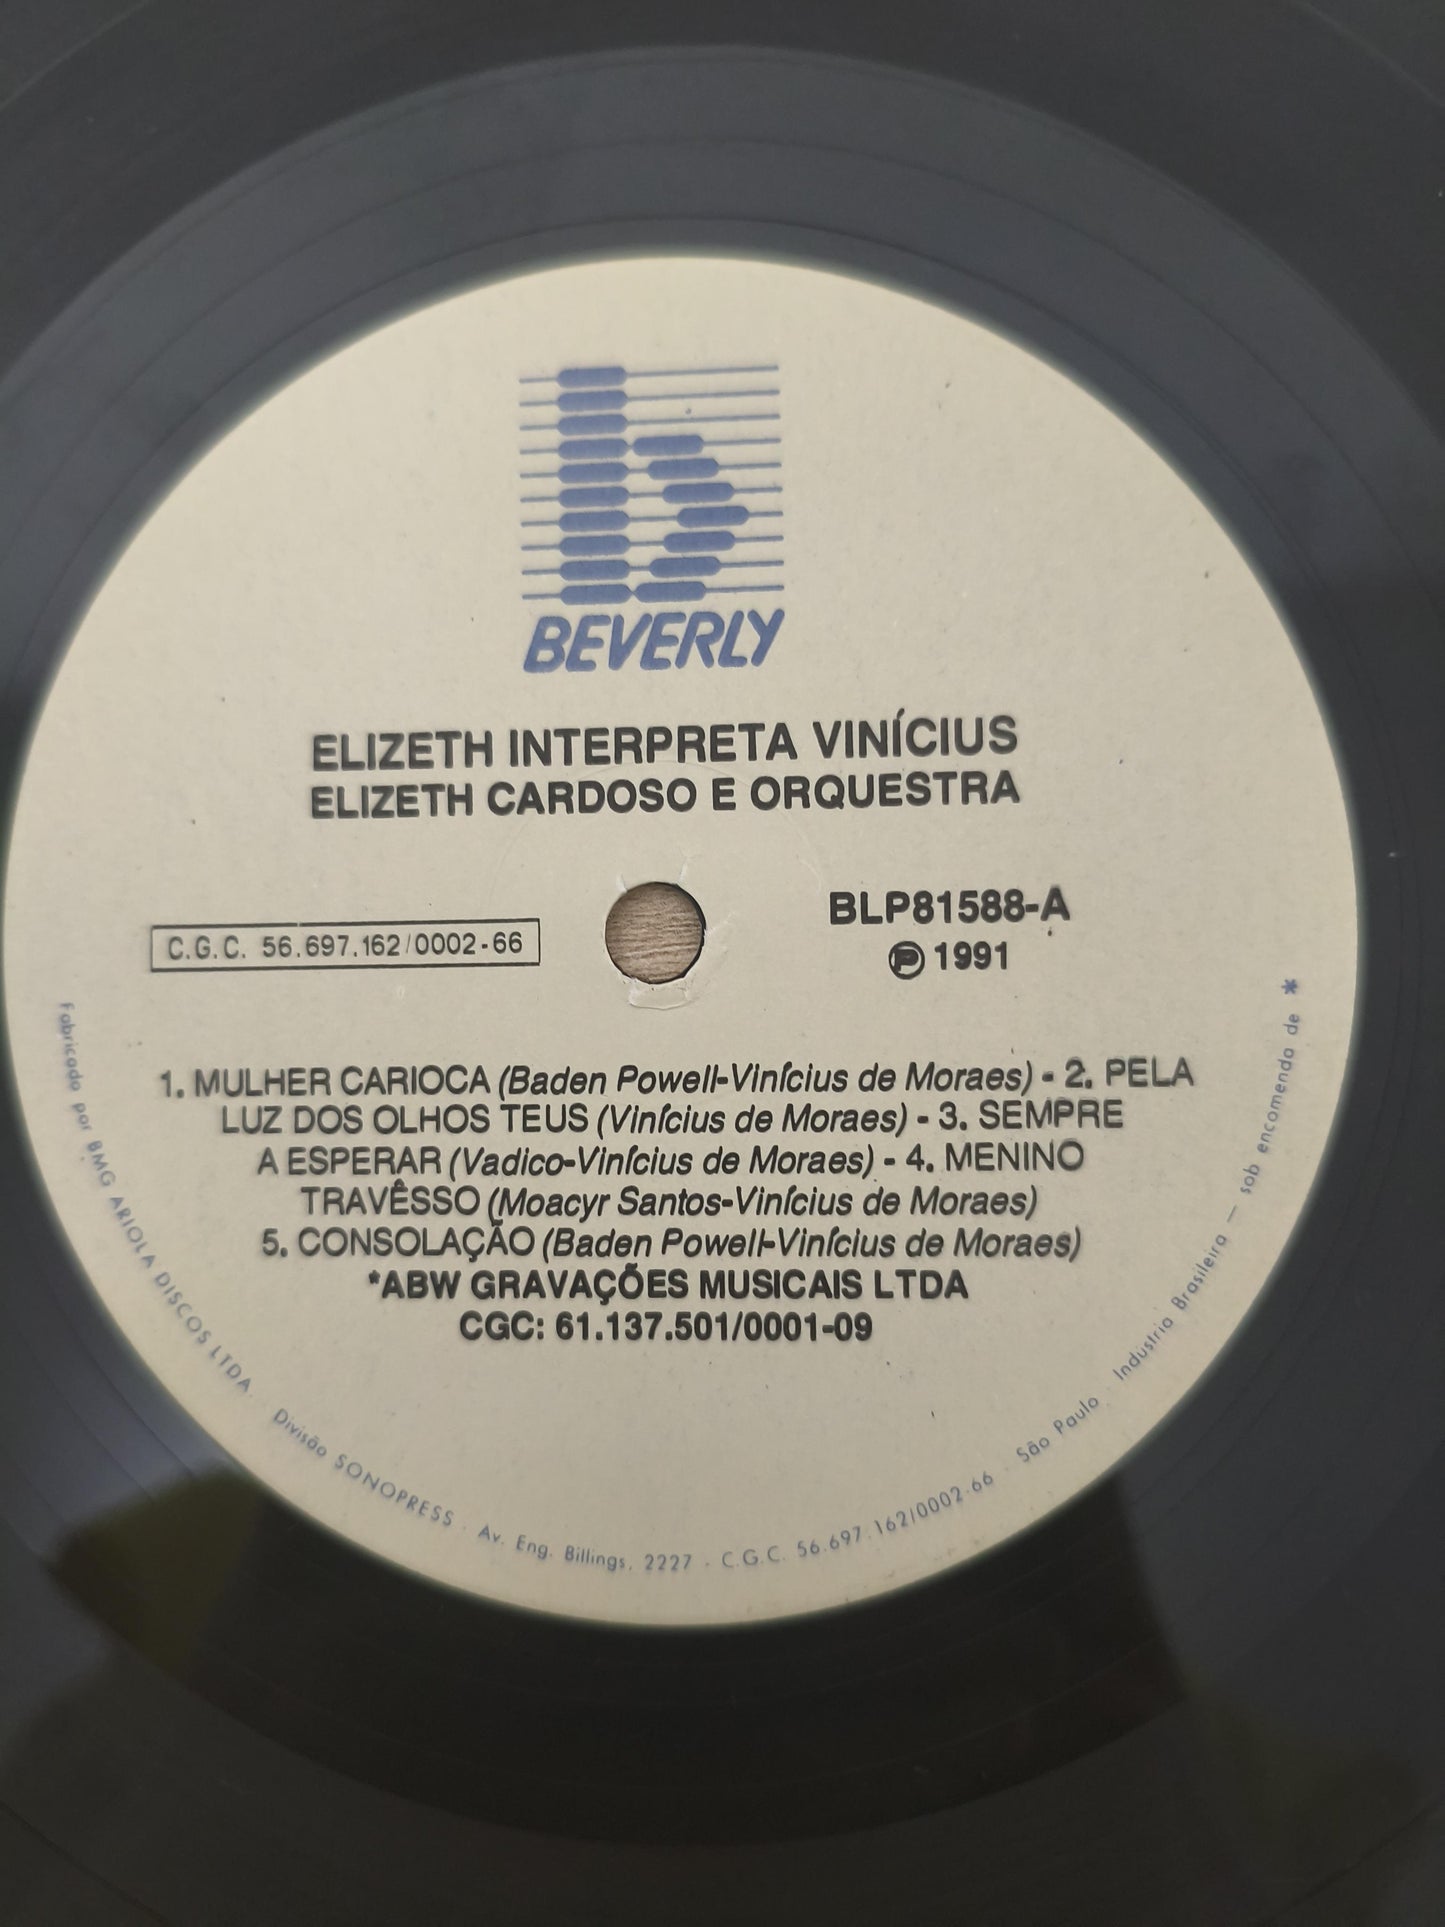 BEVERLY
ELIZETH INTERPRETA VINÍCIUS
ELIZETH CARDOSO E ORQUESTRA
C.G.C. 56.697.162/0002-66
BLP81588-A
Ⓟ 1991
1. MULHER CARIOCA (Baden Powell-Vinícius de Moraes) - 2. PELA
LUZ DOS OLHOS TEUS (Vinícius de Moraes) - 3. SEMPRE
A ESPERAR (Vadico-Vinícius de Moraes) - 4. MENINO
TRAVÊSSO (Moacyr Santos-Vinícius de Moraes)
5. CONSOLAÇÃO (Baden Powell-Vinícius de Moraes)
*ABW GRAVAÇÕES MUSICAIS LTDA
CGC: 61.137.501/0001-09
Fabricado por BMG ARIOLA DISCOS LTDA. Divisão SONOPRESS · Av. Eng. Billings, 2227 · C.G.C. 56.697.162/0002-66 · São Paulo · Indústria Brasileira — sob encomenda de *